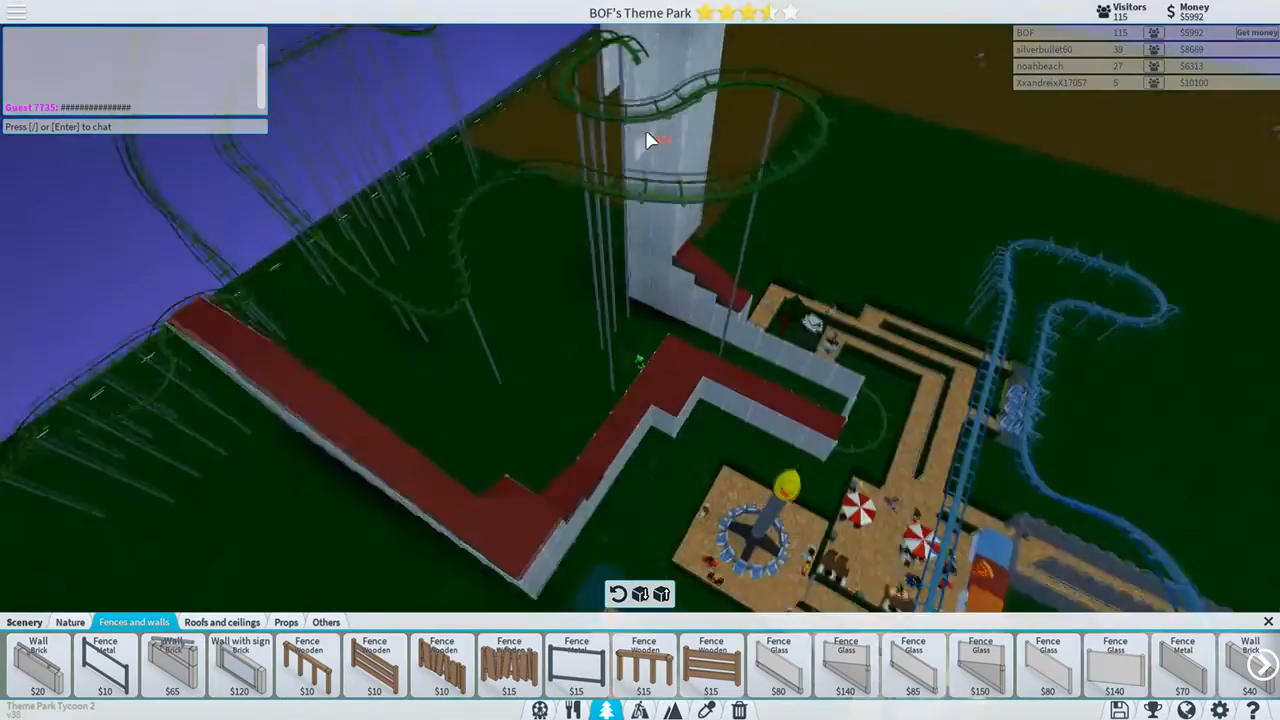 BOF's Theme Park
Visitors
115
Money
$5992
BOF 115 $5992 Get money
silverbullet60 39 $8669
noahbeach 27 $6313
XxandreixX17057 5 $10100
Guest 7735: ###############
Press [/] or [Enter] to chat
Scenery Nature Fences and walls Roofs and ceilings Props Others
Wall Brick $20
Fence Metal $10
Wall Brick $65
Wall with sign Brick $120
Fence Wooden $10
Fence Wooden $10
Fence Wooden $10
Fence Wooden $15
Fence Metal $15
Fence Wooden $15
Fence Wooden $15
Fence Glass $80
Fence Glass $140
Fence Glass $85
Fence Glass $150
Fence Glass $80
Fence Glass $140
Fence Metal $70
Wall Brick $40
Theme Park Tycoon 2
v38